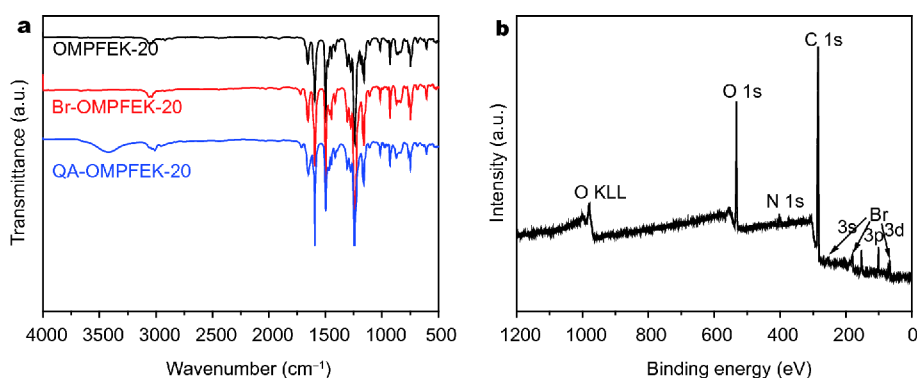 a
OMPFEK-20
Br-OMPFEK-20
QA-OMPFEK-20
Transmittance (a.u.)
4000 3500 3000 2500 2000 1500 1000 500
Wavenumber (cm⁻¹)
b
C 1s
O 1s
O KLL
N 1s
3s Br
3p 3d
Intensity (a.u.)
1200 1000 800 600 400 200 0
Binding energy (eV)